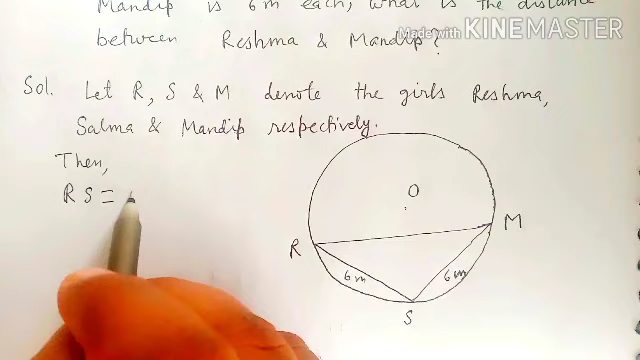 Mandip is 6m each, what is the distance
between Reshma & Mandip?
Made with KINEMASTER
Sol. Let R, S & M denote the girls Reshma,
Salma & Mandip respectively.
Then,
R S =
O
M
R
6m
6m
S